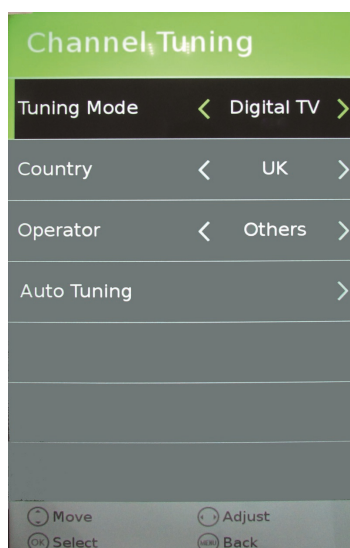 Channel Tuning
Tuning Mode Digital TV
Country UK
Operator Others
Auto Tuning
Move Adjust
OK Select MENU Back